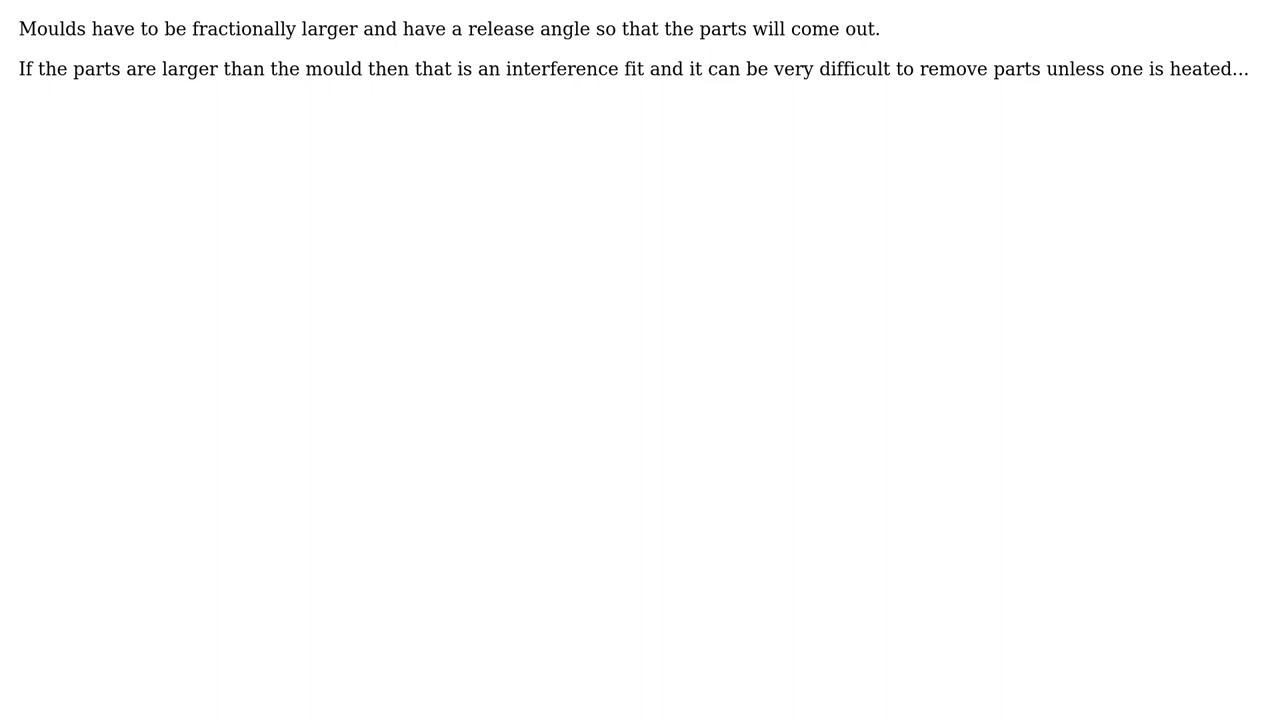 Moulds have to be fractionally larger and have a release angle so that the parts will come out.
If the parts are larger than the mould then that is an interference fit and it can be very difficult to remove parts unless one is heated...